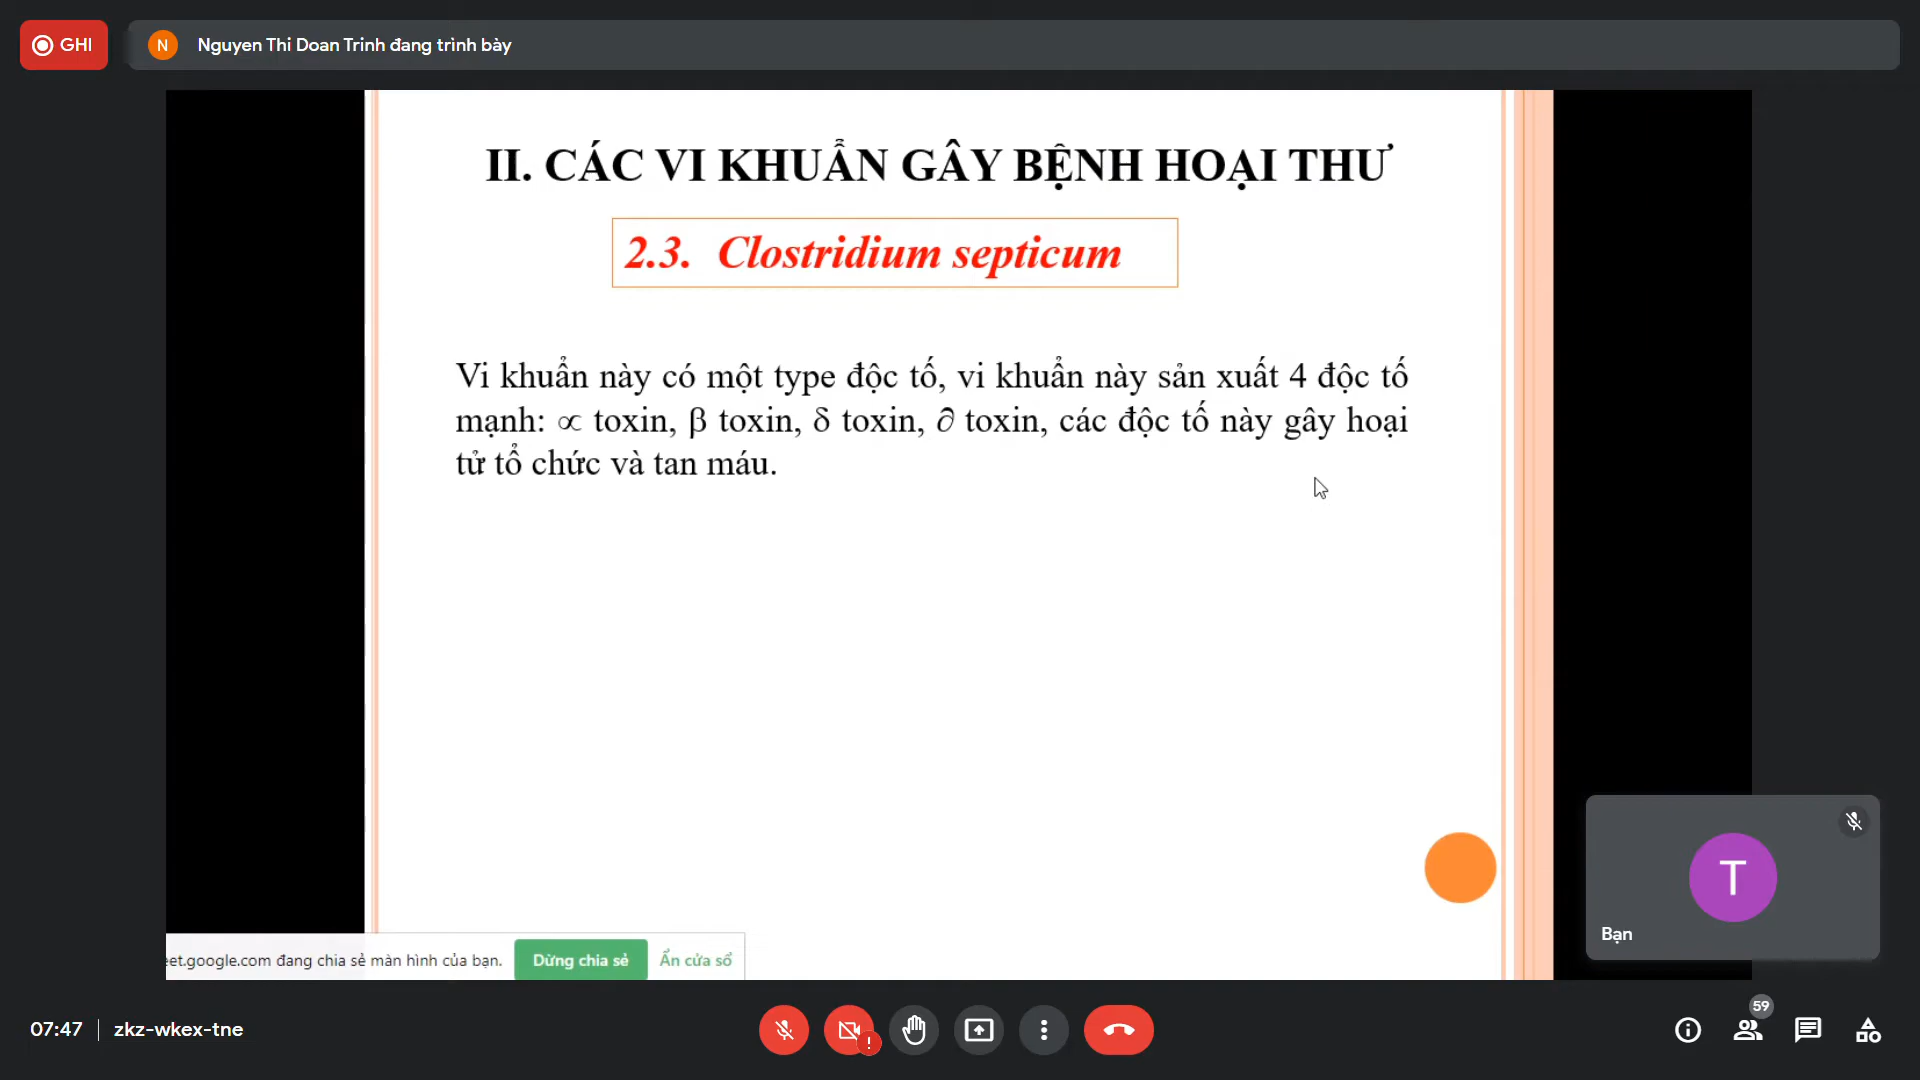 GHI
N
Nguyen Thi Doan Trinh đang trình bày
II. CÁC VI KHUẨN GÂY BỆNH HOẠI THƯ
2.3. Clostridium septicum
Vi khuẩn này có một type độc tố, vi khuẩn này sản xuất 4 độc tố
mạnh: ∝ toxin, β toxin, δ toxin, ∂ toxin, các độc tố này gây hoại
tử tổ chức và tan máu.
T
Bạn
eet.google.com đang chia sẻ màn hình của bạn.
Dừng chia sẻ
Ẩn cửa sổ
07:47
zkz-wkex-tne
!
59